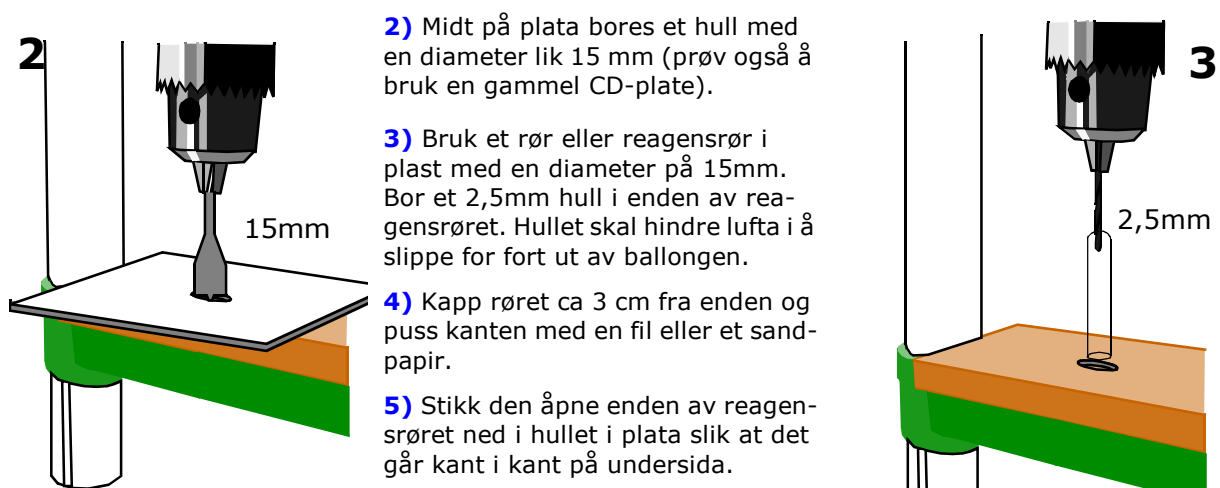 2
15mm
2) Midt på plata bores et hull med
en diameter lik 15 mm (prøv også å
bruk en gammel CD-plate).
3) Bruk et rør eller reagensrør i
plast med en diameter på 15mm.
Bor et 2,5mm hull i enden av rea-
gensrøret. Hullet skal hindre lufta i å
slippe for fort ut av ballongen.
4) Kapp røret ca 3 cm fra enden og
puss kanten med en fil eller et sand-
papir.
5) Stikk den åpne enden av reagen-
srøret ned i hullet i plata slik at det
går kant i kant på undersida.
3
2,5mm